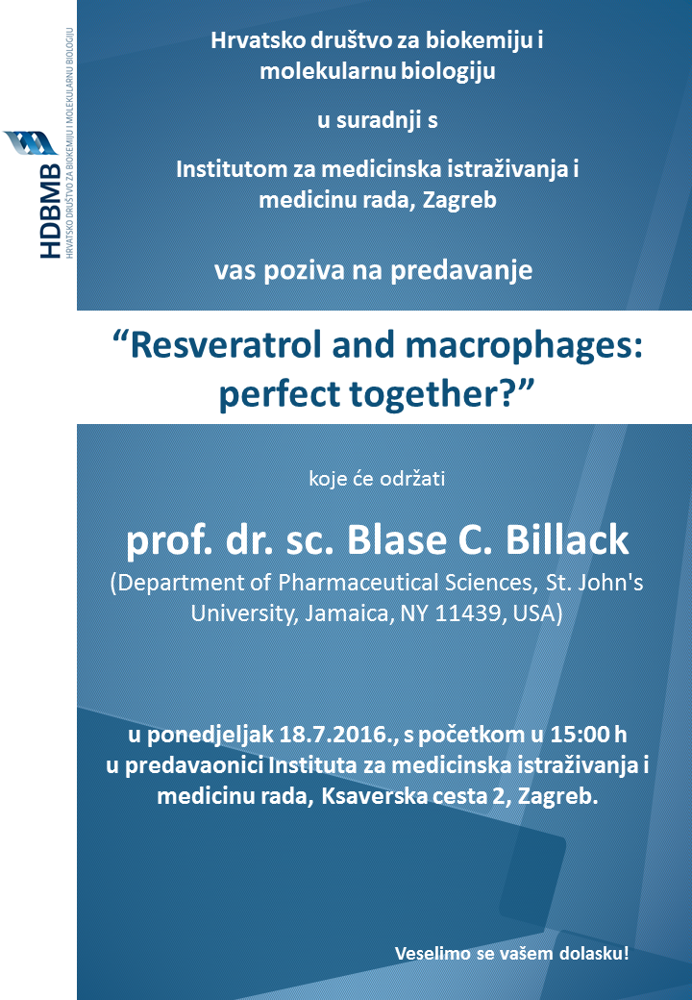 HDBMB
HRVATSKO DRUŠTVO ZA BIOKEMIJU I MOLEKULARNU BIOLOGIJU
Hrvatsko društvo za biokemiju i
molekularnu biologiju
u suradnji s
Institutom za medicinska istraživanja i
medicinu rada, Zagreb
vas poziva na predavanje
“Resveratrol and macrophages:
perfect together?”
koje će održati
prof. dr. sc. Blase C. Billack
(Department of Pharmaceutical Sciences, St. John's
University, Jamaica, NY 11439, USA)
u ponedjeljak 18.7.2016., s početkom u 15:00 h
u predavaonici Instituta za medicinska istraživanja i
medicinu rada, Ksaverska cesta 2, Zagreb.
Veselimo se vašem dolasku!